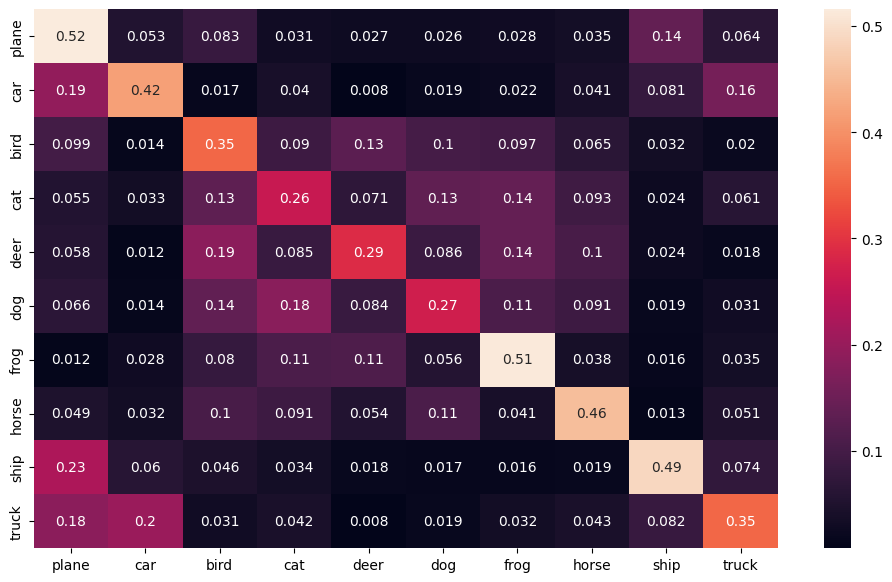 plane 0.52 0.053 0.083 0.031 0.027 0.026 0.028 0.035 0.14 0.064
car 0.19 0.42 0.017 0.04 0.008 0.019 0.022 0.041 0.081 0.16
bird 0.099 0.014 0.35 0.09 0.13 0.1 0.097 0.065 0.032 0.02
cat 0.055 0.033 0.13 0.26 0.071 0.13 0.14 0.093 0.024 0.061
deer 0.058 0.012 0.19 0.085 0.29 0.086 0.14 0.1 0.024 0.018
dog 0.066 0.014 0.14 0.18 0.084 0.27 0.11 0.091 0.019 0.031
frog 0.012 0.028 0.08 0.11 0.11 0.056 0.51 0.038 0.016 0.035
horse 0.049 0.032 0.1 0.091 0.054 0.11 0.041 0.46 0.013 0.051
ship 0.23 0.06 0.046 0.034 0.018 0.017 0.016 0.019 0.49 0.074
truck 0.18 0.2 0.031 0.042 0.008 0.019 0.032 0.043 0.082 0.35
plane car bird cat deer dog frog horse ship truck
0.5
0.4
0.3
0.2
0.1